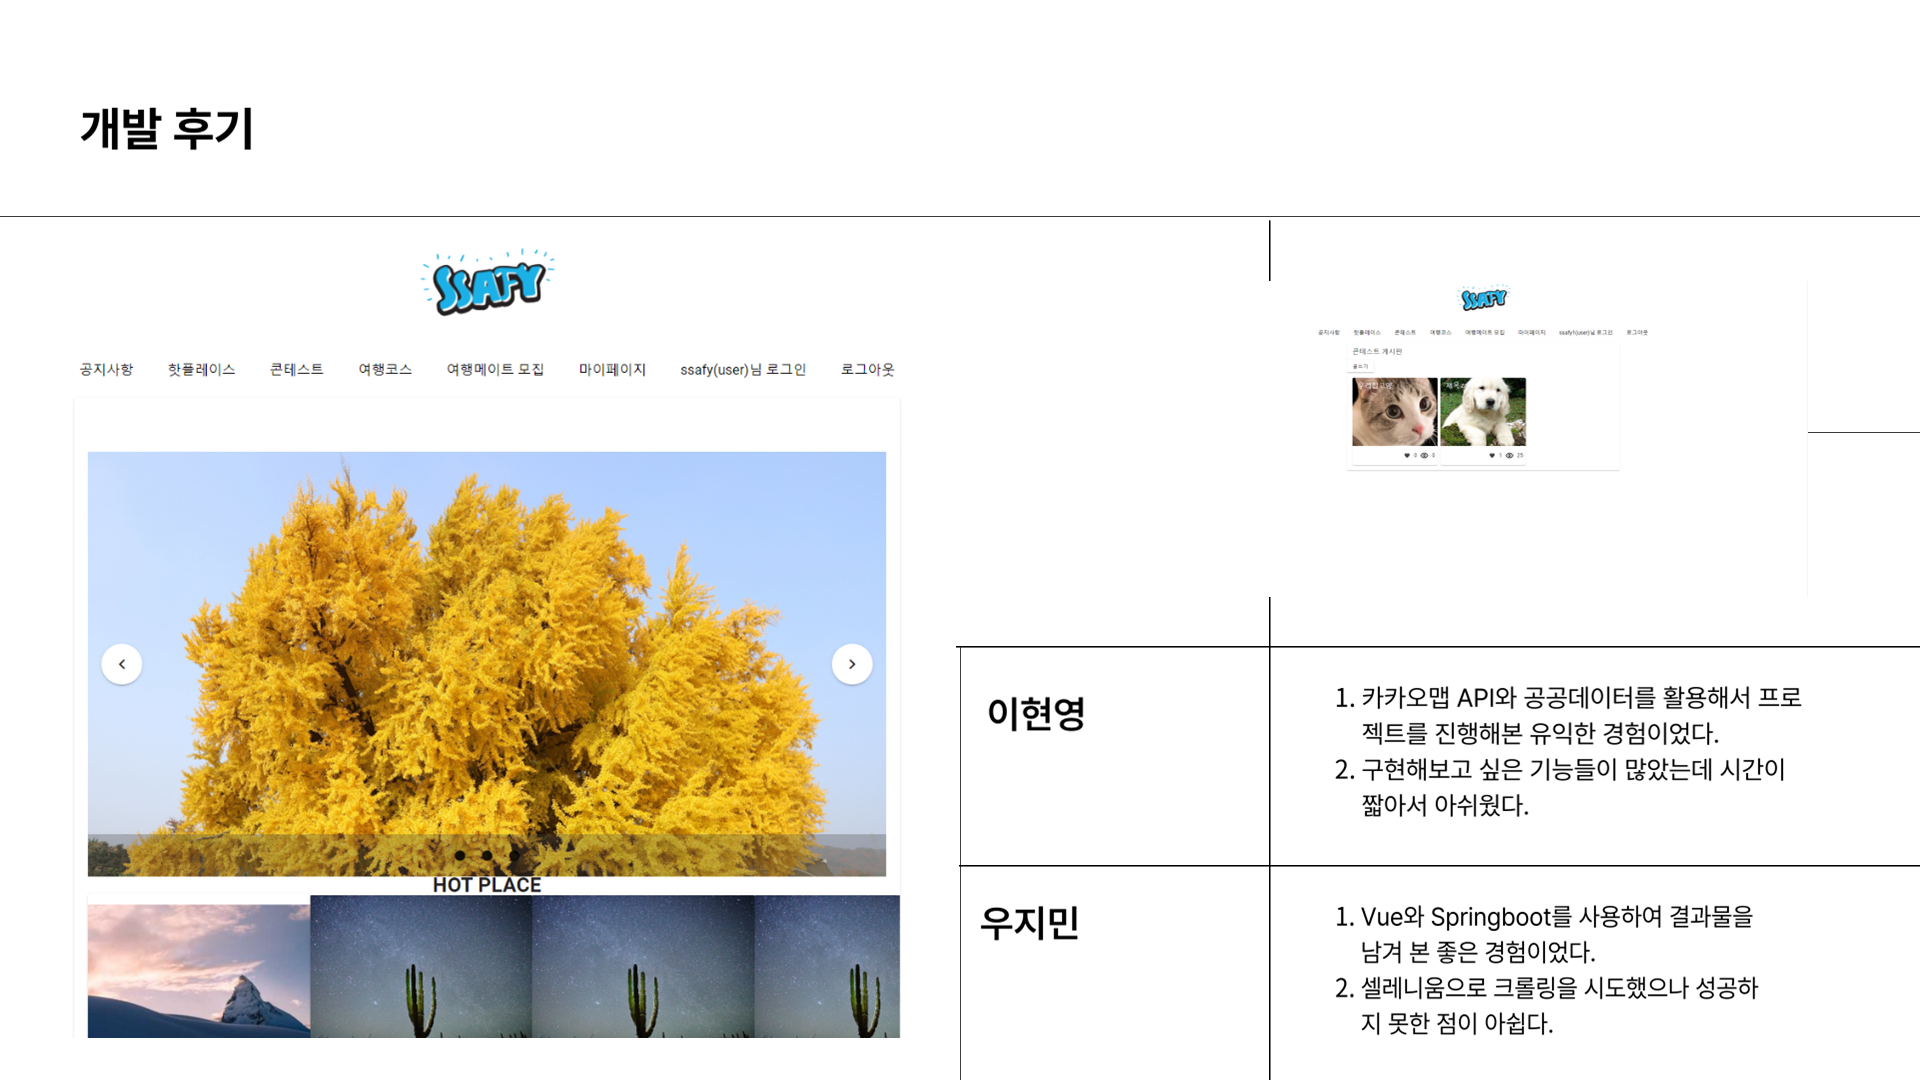 개발 후기
SSAFY
공지사항 핫플레이스 콘테스트 여행코스 여행메이트 모집 마이페이지 ssafy(user)님 로그인 로그아웃
HOT PLACE
SSAFY
공지사항 핫플레이스 콘테스트 여행코스 여행메이트 모집 마이페이지 ssafy1(user)님 로그인 로그아웃
콘테스트 게시판
글쓰기
0 0
1 25
이현영
1. 카카오맵 API와 공공데이터를 활용해서 프로
젝트를 진행해본 유익한 경험이었다.
2. 구현해보고 싶은 기능들이 많았는데 시간이
짧아서 아쉬웠다.
우지민
1. Vue와 Springboot를 사용하여 결과물을
남겨 본 좋은 경험이었다.
2. 셀레니움으로 크롤링을 시도했으나 성공하
지 못한 점이 아쉽다.